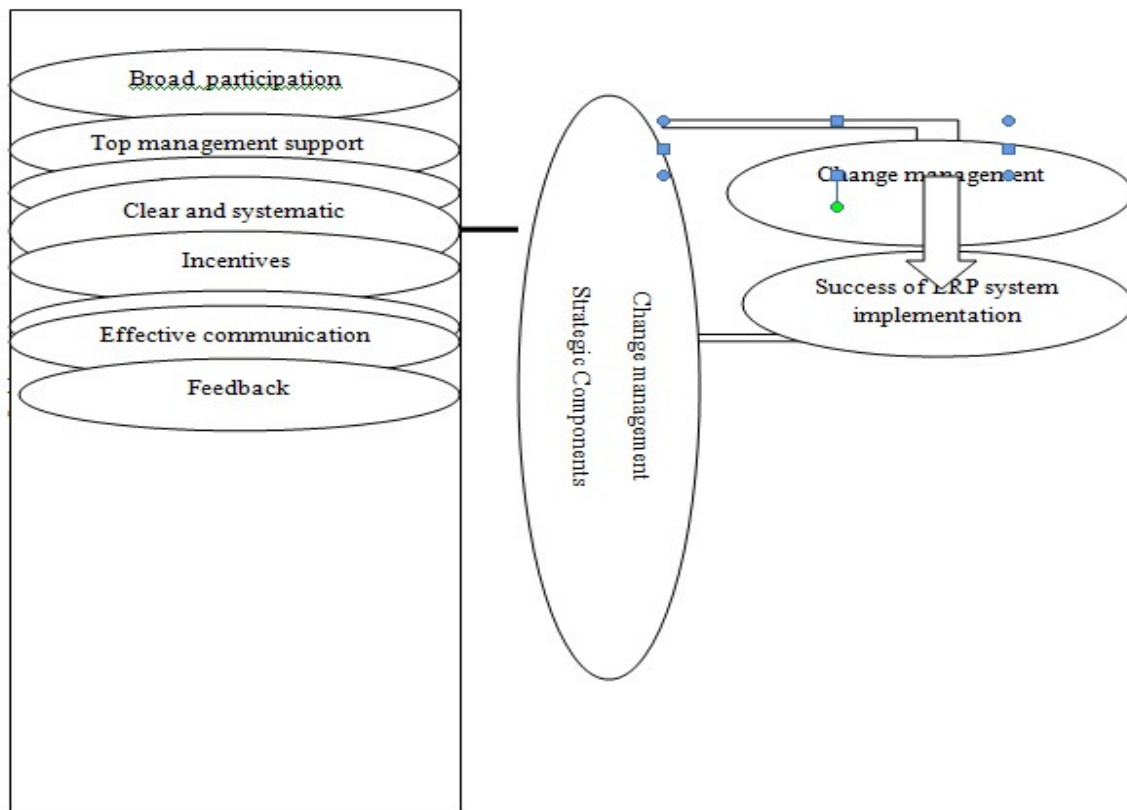 Broad participation
Top management support
Clear and systematic
Incentives
Effective communication
Feedback
Change management
Strategic Components
Change management
Success of ERP system
implementation